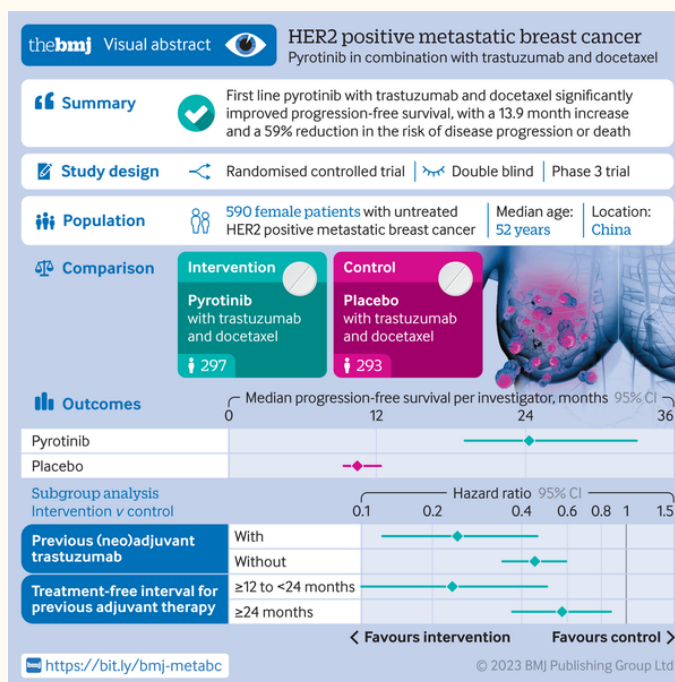 thebmj Visual abstract
HER2 positive metastatic breast cancer
Pyrotinib in combination with trastuzumab and docetaxel
Summary
First line pyrotinib with trastuzumab and docetaxel significantly
improved progression-free survival, with a 13.9 month increase
and a 59% reduction in the risk of disease progression or death
Study design
Randomised controlled trial
Double blind
Phase 3 trial
Population
590 female patients with untreated
HER2 positive metastatic breast cancer
Median age:
52 years
Location:
China
Comparison
Intervention
Pyrotinib
with trastuzumab
and docetaxel
297
Control
Placebo
with trastuzumab
and docetaxel
293
Outcomes
Median progression-free survival per investigator, months 95% CI
0 12 24 36
Pyrotinib
Placebo
Subgroup analysis
Intervention v control
Hazard ratio 95% CI
0.1 0.2 0.4 0.6 0.8 1 1.5
Previous (neo)adjuvant
trastuzumab
With
Without
Treatment-free interval for
previous adjuvant therapy
≥12 to <24 months
≥24 months
< Favours intervention
Favours control >
thebmj https://bit.ly/bmj-metabc
© 2023 BMJ Publishing Group Ltd